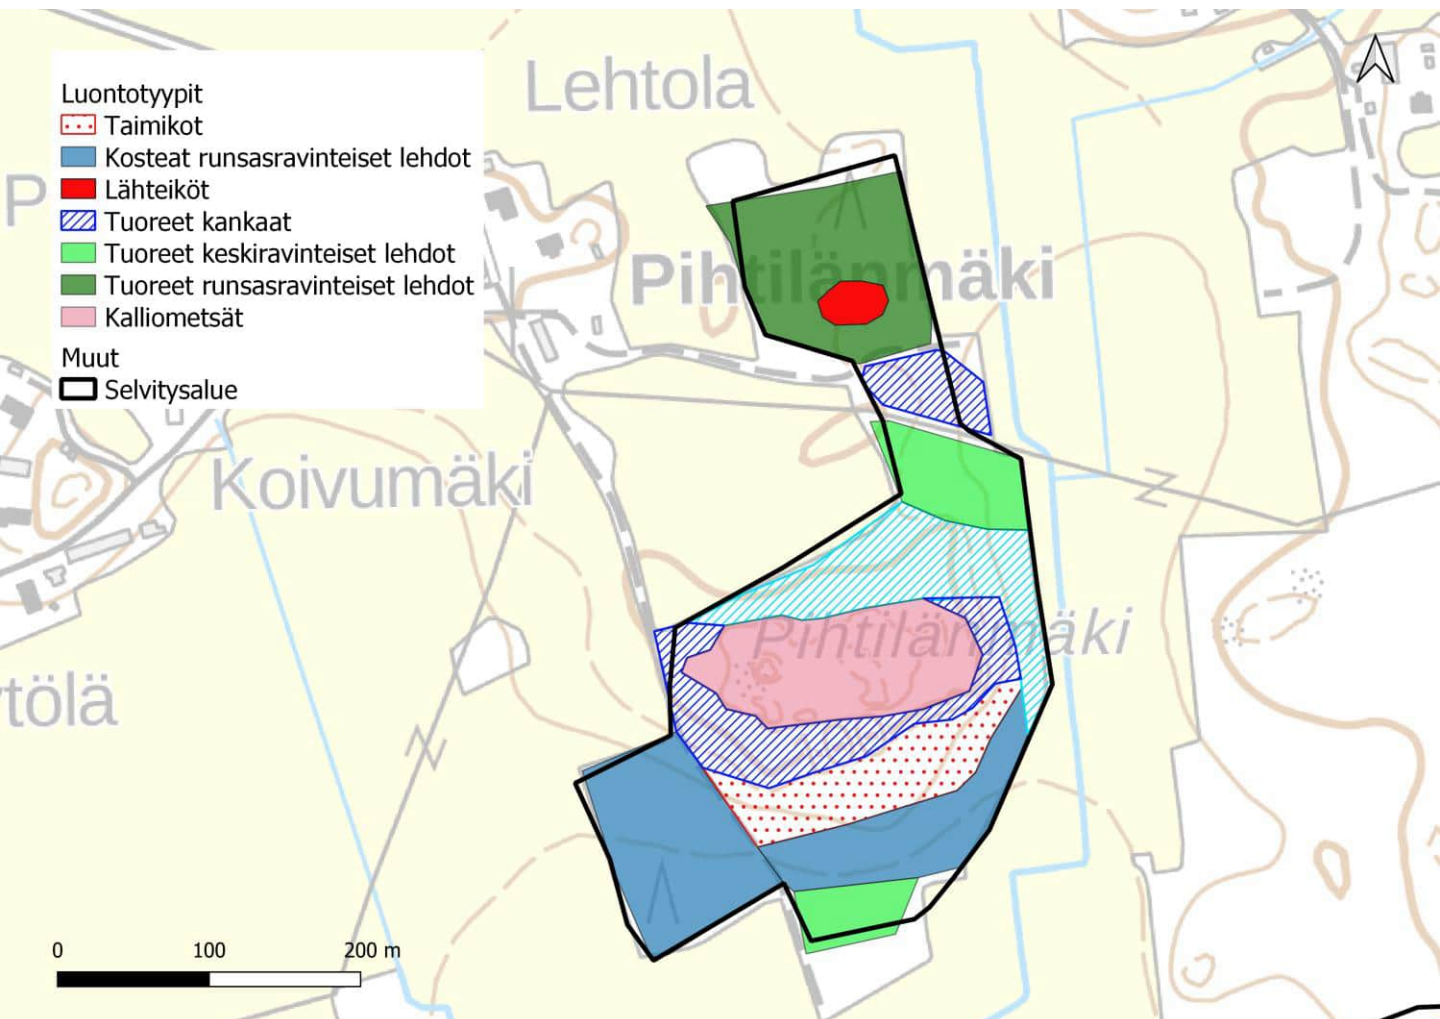 Lehtola
Luontotyypit
Taimikot
Kosteat runsasravinteiset lehdot
Lähteiköt
Tuoreet kankaat
Tuoreet keskiravinteiset lehdot
Tuoreet runsasravinteiset lehdot
Kalliometsät
Muut
Selvitysalue
P
Pihtilänmäki
Koivumäki
Pihtilänmäki
tölä
0 100 200 m